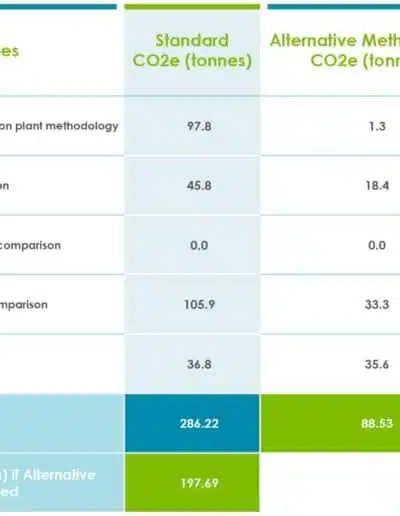 es
Standard
CO2e (tonnes)
Alternative Meth
CO2e (ton
on plant methodology
97.8
1.3
on
45.8
18.4
comparison
0.0
0.0
mparison
105.9
33.3
36.8
35.6
286.22
88.53
) if Alternative
ed
197.69